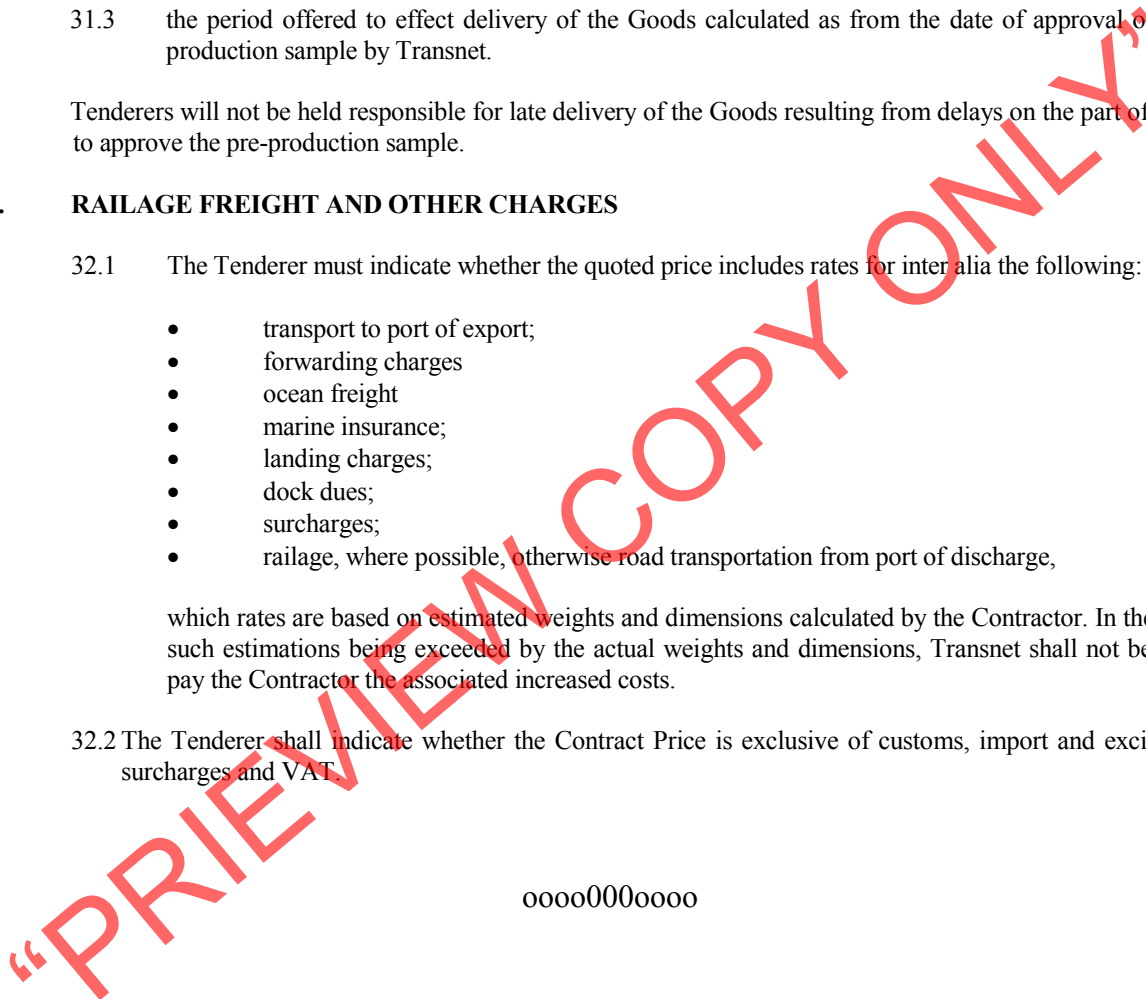 31.3 the period offered to effect delivery of the Goods calculated as from the date of approval o
production sample by Transnet.
Tenderers will not be held responsible for late delivery of the Goods resulting from delays on the part of
to approve the pre-production sample.
. RAILAGE FREIGHT AND OTHER CHARGES
32.1 The Tenderer must indicate whether the quoted price includes rates for inter alia the following:
• transport to port of export;
• forwarding charges
• ocean freight
• marine insurance;
• landing charges;
• dock dues;
• surcharges;
• railage, where possible, otherwise road transportation from port of discharge,
which rates are based on estimated weights and dimensions calculated by the Contractor. In the
such estimations being exceeded by the actual weights and dimensions, Transnet shall not be
pay the Contractor the associated increased costs.
32.2 The Tenderer shall indicate whether the Contract Price is exclusive of customs, import and exci
surcharges and VAT.
oooo000oooo
“PRIEVIEW COPY ONLY”